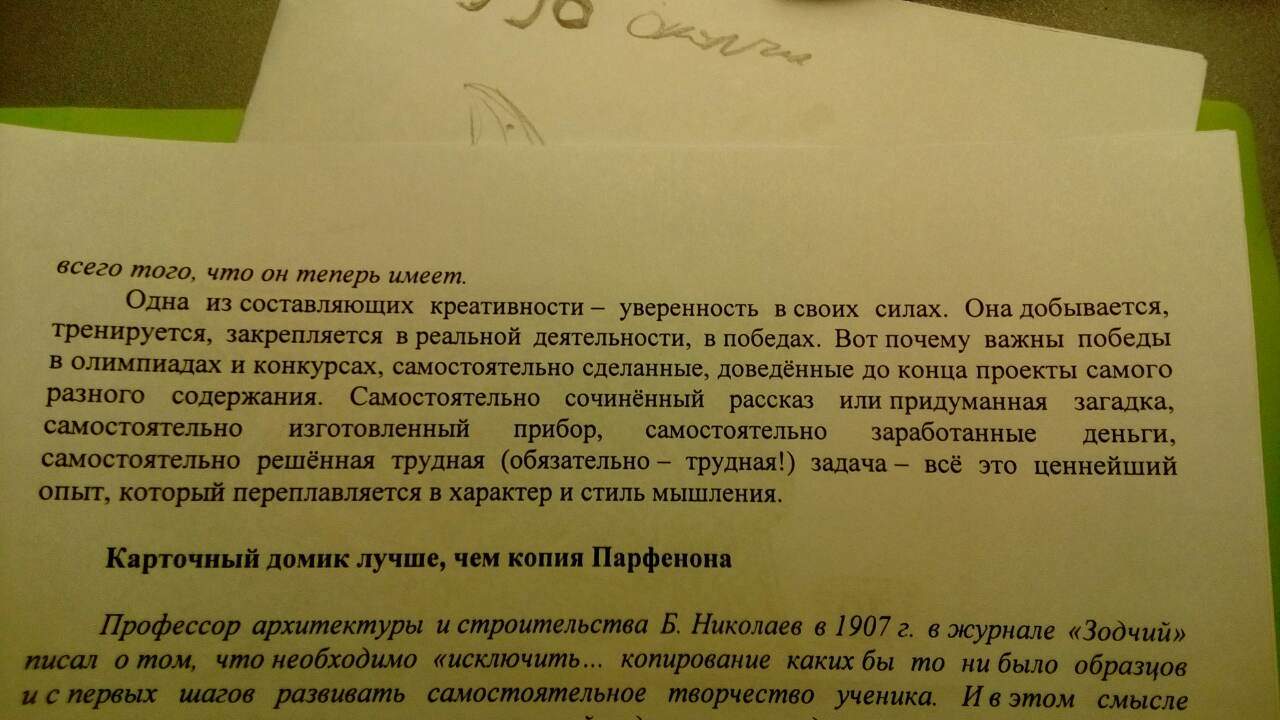 всего того, что он теперь имеет.
Одна из составляющих креативности – уверенность в своих силах. Она добывается,
тренируется, закрепляется в реальной деятельности, в победах. Вот почему важны победы
в олимпиадах и конкурсах, самостоятельно сделанные, доведённые до конца проекты самого
разного содержания. Самостоятельно сочинённый рассказ или придуманная загадка,
самостоятельно изготовленный прибор, самостоятельно заработанные деньги,
самостоятельно решённая трудная (обязательно – трудная!) задача – всё это ценнейший
опыт, который переплавляется в характер и стиль мышления.
Карточный домик лучше, чем копия Парфенона
Профессор архитектуры и строительства Б. Николаев в 1907 г. в журнале «Зодчий»
писал о том, что необходимо «исключить... копирование каких бы то ни было образцов
и с первых шагов развивать самостоятельное творчество ученика. И в этом смысле